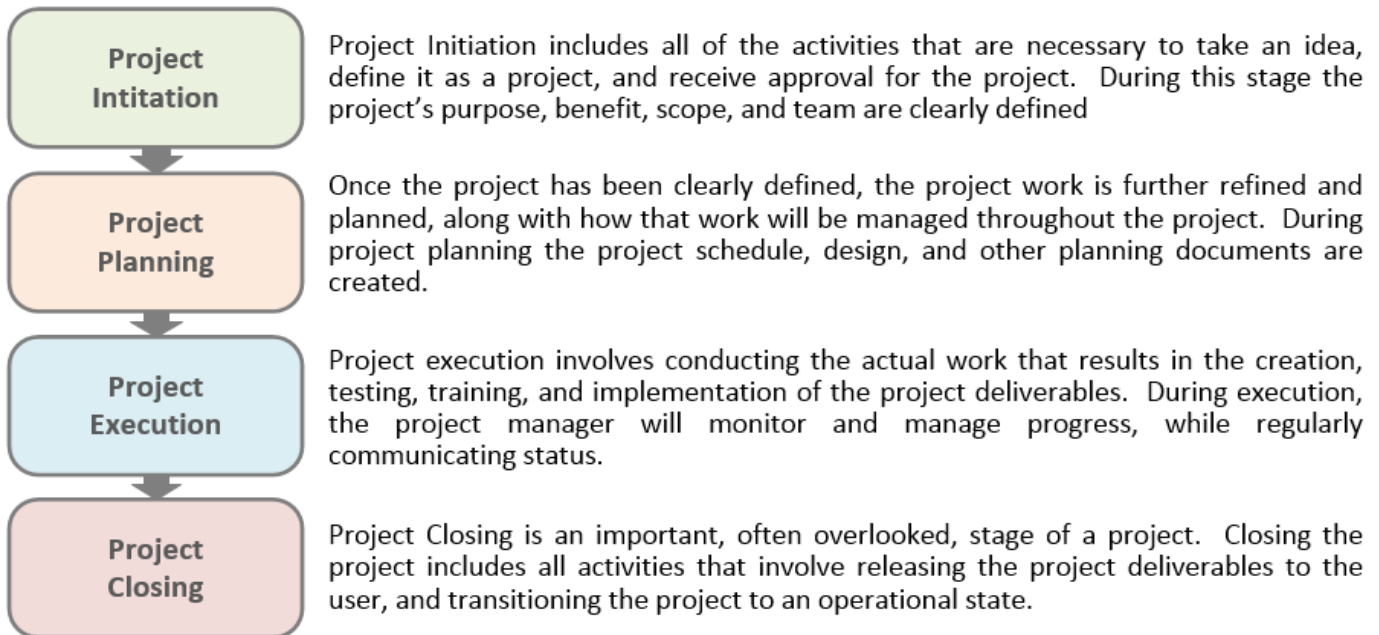 Project
Intitation
Project Initiation includes all of the activities that are necessary to take an idea,
define it as a project, and receive approval for the project.  During this stage the
project’s purpose, benefit, scope, and team are clearly defined
Project
Planning
Once the project has been clearly defined, the project work is further refined and
planned, along with how that work will be managed throughout the project.  During
project planning the project schedule, design, and other planning documents are
created.
Project
Execution
Project execution involves conducting the actual work that results in the creation,
testing, training, and implementation of the project deliverables.  During execution,
the project manager will monitor and manage progress, while regularly
communicating status.
Project
Closing
Project Closing is an important, often overlooked, stage of a project.  Closing the
project includes all activities that involve releasing the project deliverables to the
user, and transitioning the project to an operational state.